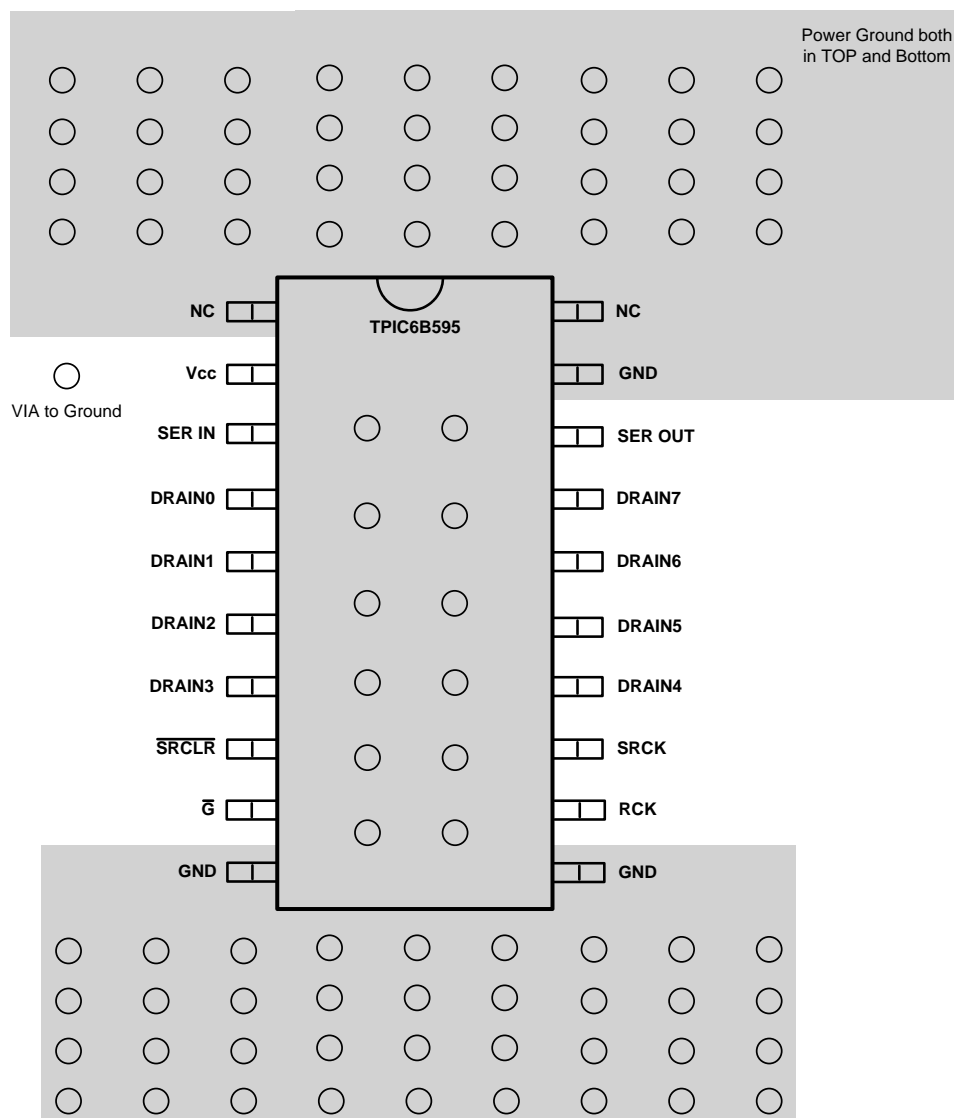 Power Ground both
in TOP and Bottom
NC
TPIC6B595
NC
Vcc
GND
VIA to Ground
SER IN
SER OUT
DRAIN0
DRAIN7
DRAIN1
DRAIN6
DRAIN2
DRAIN5
DRAIN3
DRAIN4
S̅R̅C̅L̅R̅
SRCK
G̅
RCK
GND
GND